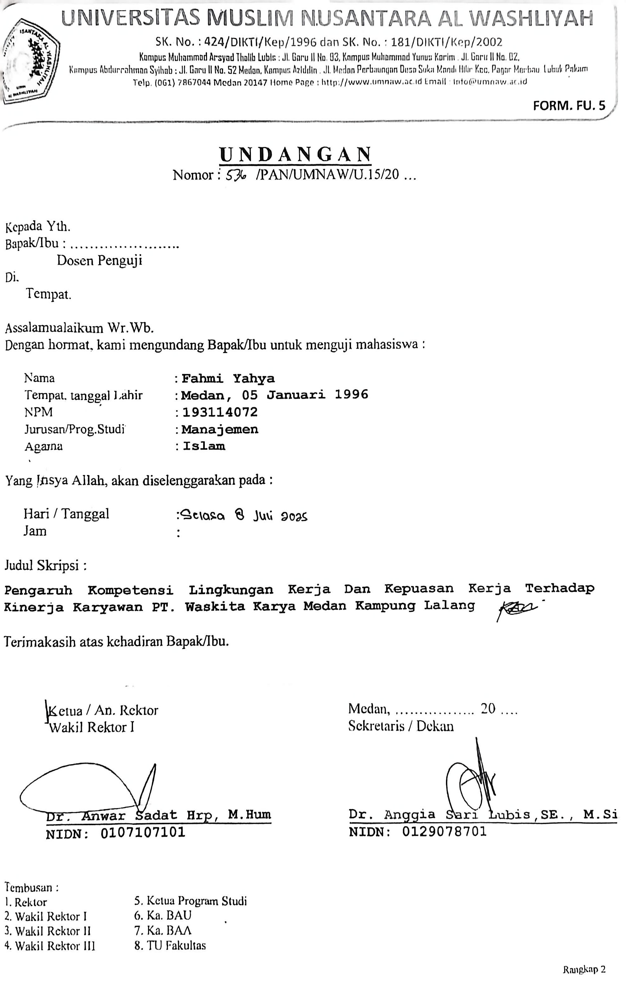 UNIVERSITAS MUSLIM NUSANTARA AL WASHLIYAH
SK. No. : 424/DIKTI/Kep/1996 dan SK. No. : 181/DIKTI/Kep/2002
Kampus Muhammad Arsyad Thalib Lubis : Jl. Garu II No. 93, Kampus Muhammad Yunus Karim . Jl. Garu II No. 02,
Kampus Abdurrahman Syihab : Jl. Garu II No. 52 Medan, Kampus Aziddin . Jl. Medan Perbaungan Desa Suka Mandi Hilir Kec. Pagar Merbau Lubuk Pakam
Telp. (061) 7867044 Medan 20147 Home Page : http://www.umnaw.ac.id Email : info@umnaw.ac.id
FORM. FU. 5
UNDANGAN
Nomor : 536 /PAN/UMNAW/U.15/20 ...
Kepada Yth.
Bapak/Ibu : .......................
Dosen Penguji
Di.
Tempat.
Assalamualaikum Wr.Wb.
Dengan hormat, kami mengundang Bapak/Ibu untuk menguji mahasiswa :
Nama : Fahmi Yahya
Tempat, tanggal Lahir : Medan, 05 Januari 1996
NPM : 193114072
Jurusan/Prog.Studi : Manajemen
Agama : Islam
Yang Insya Allah, akan diselenggarakan pada :
Hari / Tanggal : Selasa 8 Juli 2025
Jam :
Judul Skripsi :
Pengaruh Kompetensi Lingkungan Kerja Dan Kepuasan Kerja Terhadap
Kinerja Karyawan PT. Waskita Karya Medan Kampung Lalang
Terimakasih atas kehadiran Bapak/Ibu.
Medan, ................. 20 ....
Ketua / An. Rektor Sekretaris / Dekan
Wakil Rektor I
Dr. Anwar Sadat Hrp, M.Hum Dr. Anggia Sari Lubis,SE., M.Si
NIDN: 0107107101 NIDN: 0129078701
Tembusan :
1. Rektor 5. Ketua Program Studi
2. Wakil Rektor I 6. Ka. BAU
3. Wakil Rektor II 7. Ka. BAA
4. Wakil Rektor III 8. TU Fakultas
Rangkap 2